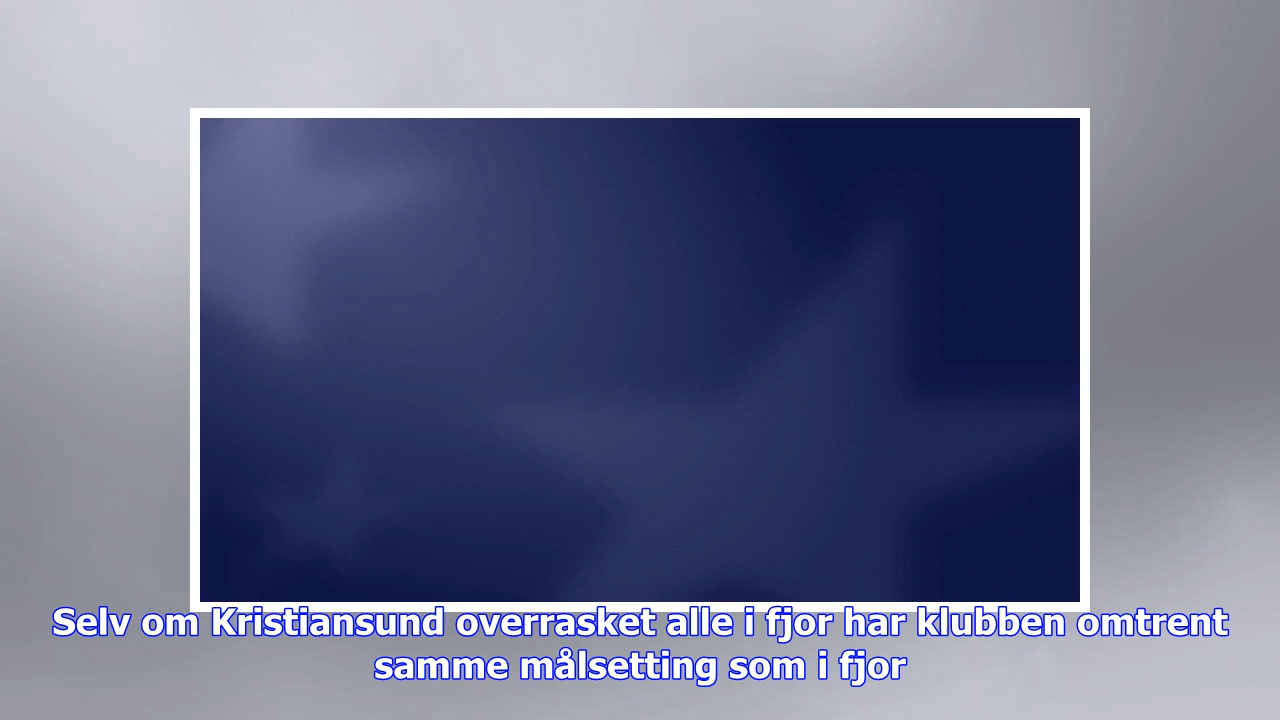 Selv om Kristiansund overrasket alle i fjor har klubben omtrent
samme målsetting som i fjor